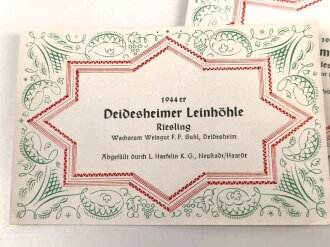 1944er
Deidesheimer Leinhöhle
Riesling
Wachstum Weingut F. P. Buhl, Deidesheim
Abgefüllt durch L. Haefelin K. G., Neustadt/Haardt